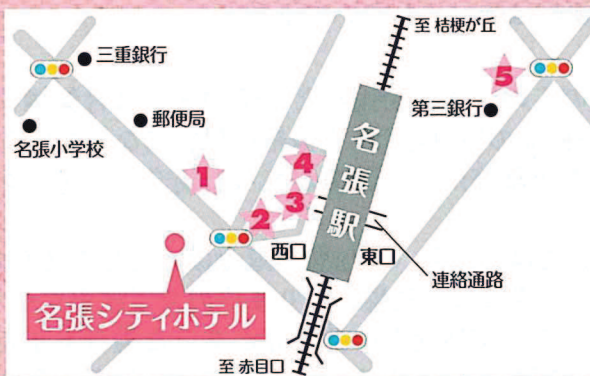 至 桔梗が丘
三重銀行
5
第三銀行
郵便局
名張小学校
1
4
名張駅
3
2
西口
東口
連絡通路
名張シティホテル
至 赤目口